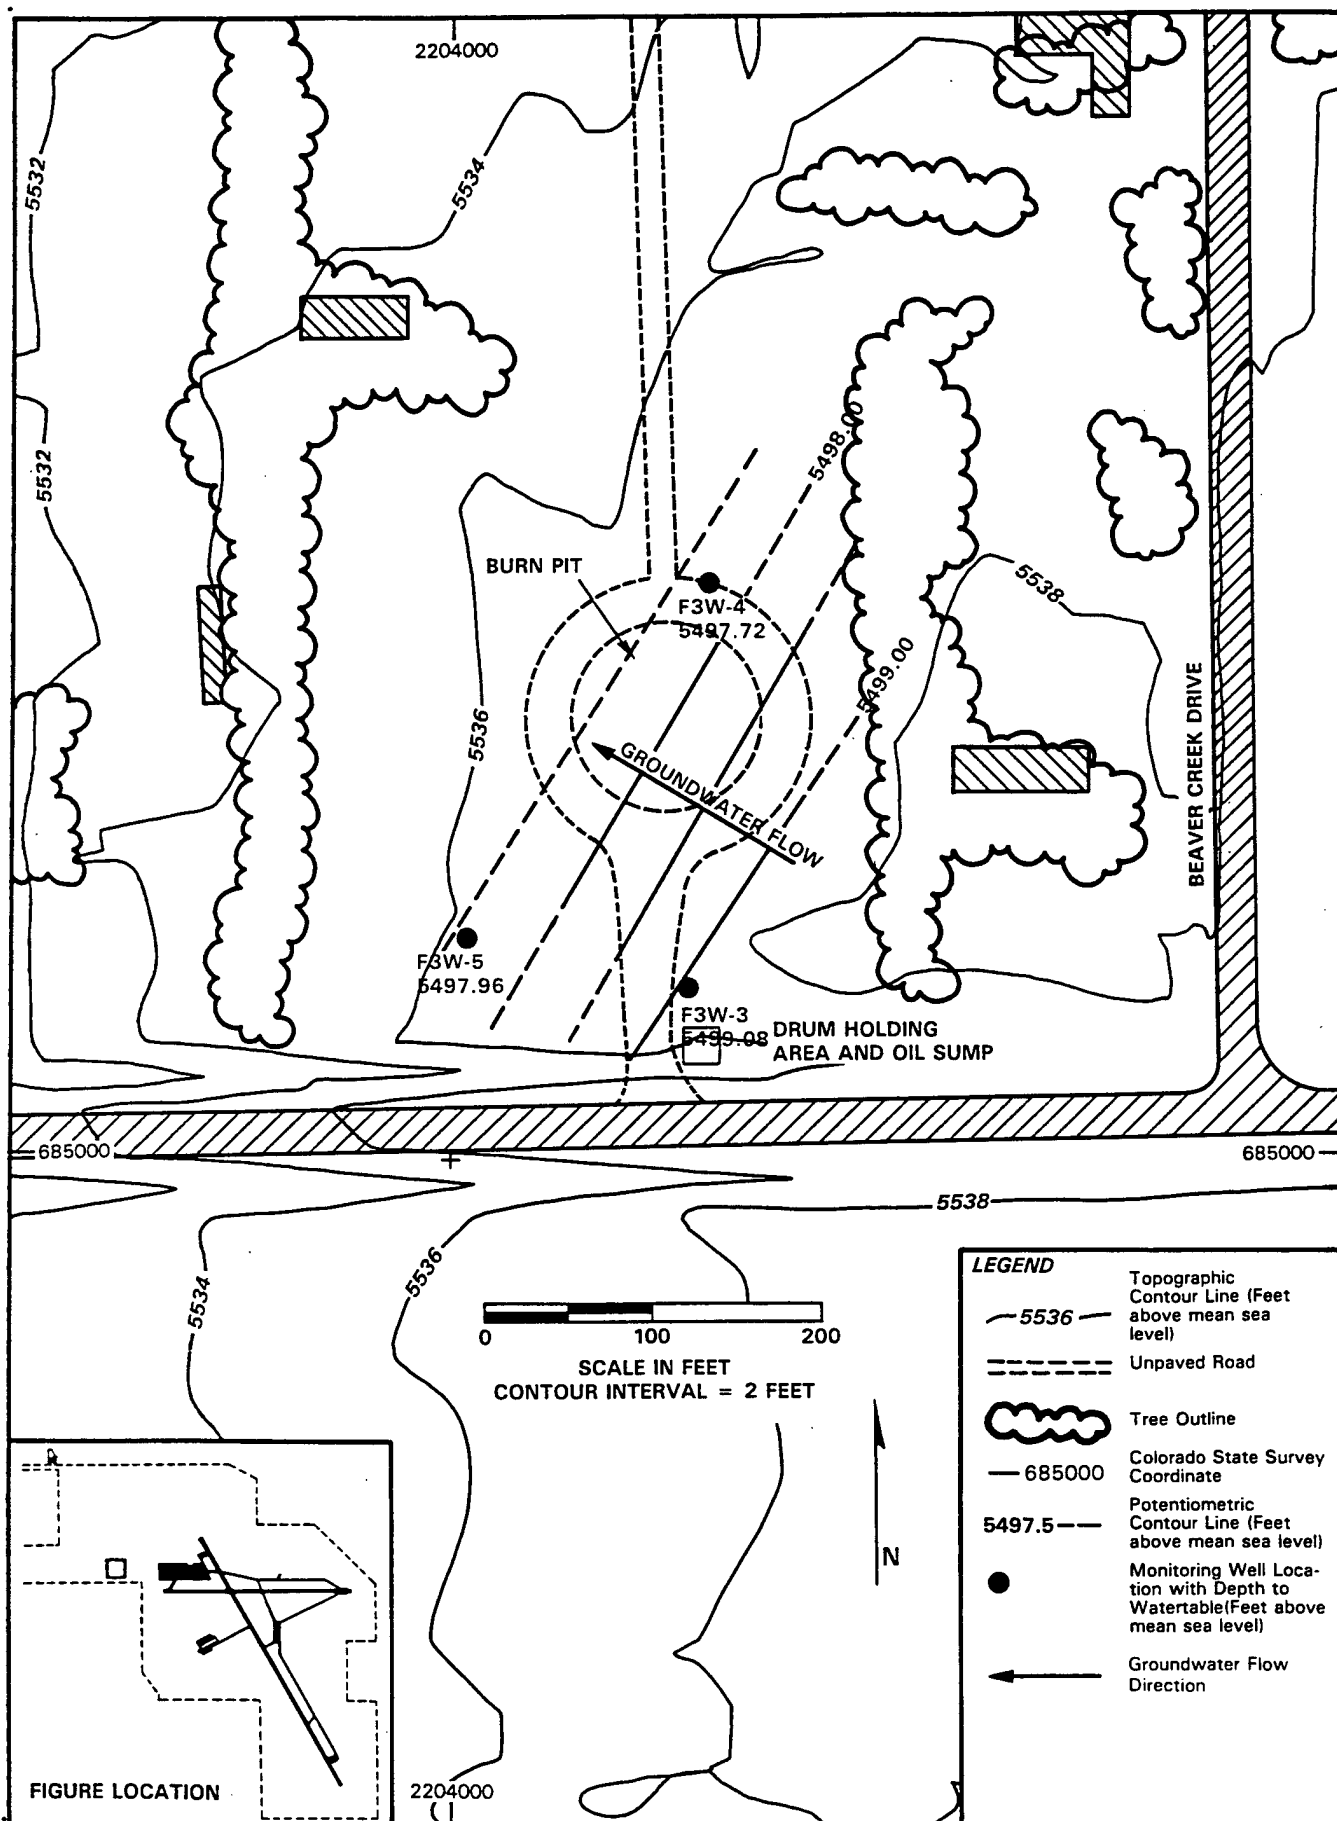 2204000
5532
5534
5498.00
5532
BURN PIT
5538
F3W-4
5497.72
5499.00
BEAVER CREEK DRIVE
5536
GROUNDWATER FLOW
F3W-5
5497.96
F3W-3
5499.08
DRUM HOLDING
AREA AND OIL SUMP
685000
685000
5538
5536
5534
0 100 200
SCALE IN FEET
CONTOUR INTERVAL = 2 FEET
N
LEGEND
5536
Topographic
Contour Line (Feet
above mean sea
level)
Unpaved Road
Tree Outline
685000
Colorado State Survey
Coordinate
5497.5
Potentiometric
Contour Line (Feet
above mean sea level)
Monitoring Well Loca-
tion with Depth to
Watertable(Feet above
mean sea level)
Groundwater Flow
Direction
FIGURE LOCATION
2204000